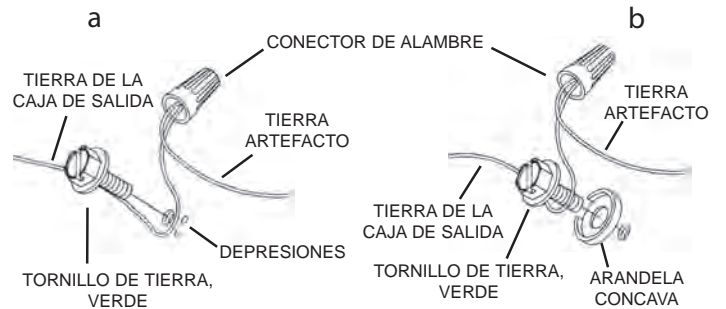 a
b
CONECTOR DE ALAMBRE
TIERRA DE LA
CAJA DE SALIDA
TIERRA
ARTEFACTO
DEPRESIONES
TORNILLO DE TIERRA,
VERDE
TIERRA
ARTEFACTO
TIERRA DE LA
CAJA DE SALIDA
TORNILLO DE TIERRA,
VERDE
ARANDELA
CONCAVA